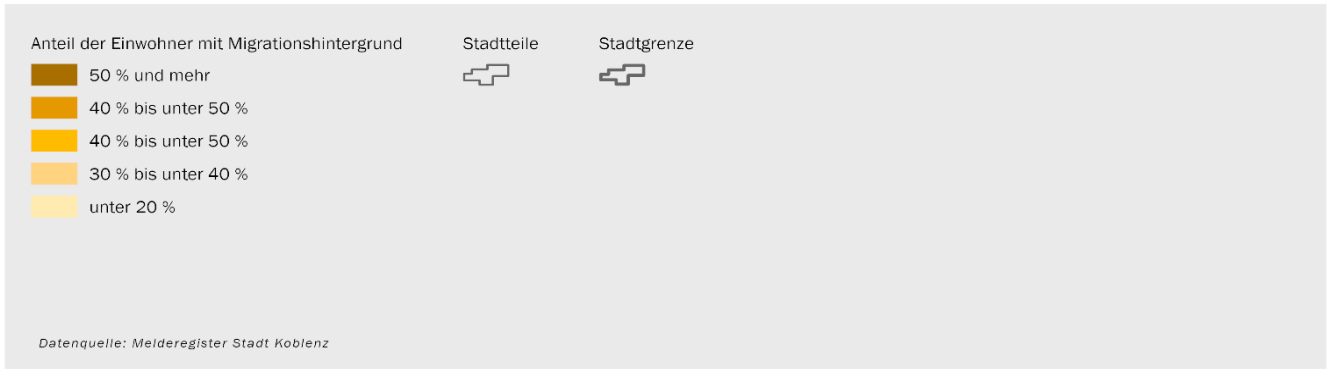 Anteil der Einwohner mit Migrationshintergrund
50 % und mehr
40 % bis unter 50 %
40 % bis unter 50 %
30 % bis unter 40 %
unter 20 %
Stadtteile
Stadtgrenze
Datenquelle: Melderegister Stadt Koblenz